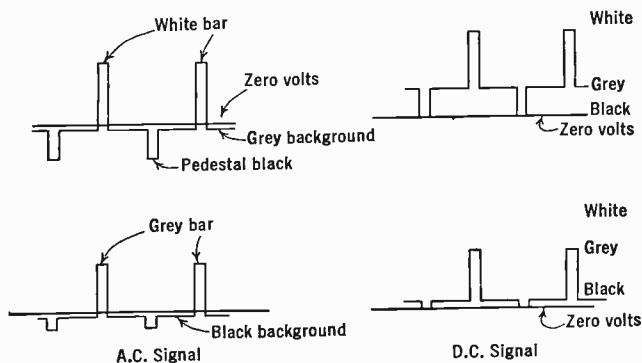 White bar
Zero volts
Grey background
Pedestal black
White
Grey
Black
Zero volts
Grey bar
Black background
A.C. Signal
White
Grey
Black
Zero volts
D.C. Signal